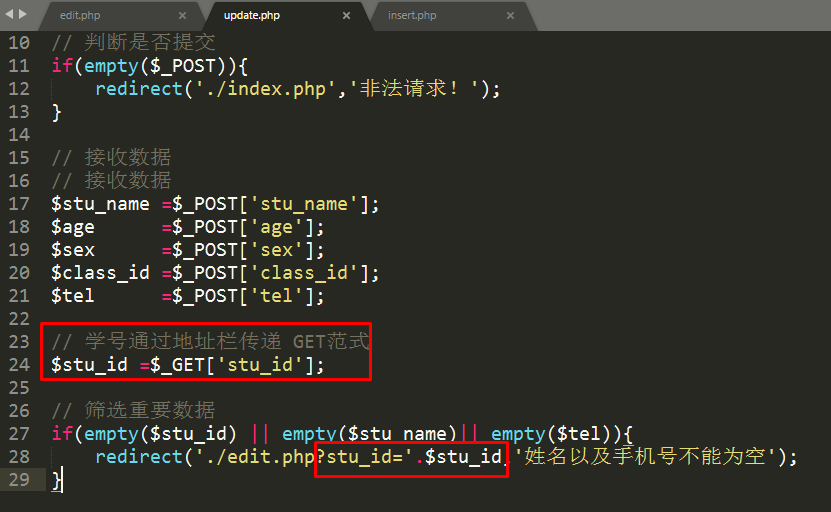 edit.php × update.php × insert.php ×
10 // 判断是否提交
11 if(empty($_POST)){
12     redirect('./index.php','非法请求! ');
13 }
14
15 // 接收数据
16 // 接收数据
17 $stu_name =$_POST['stu_name'];
18 $age      =$_POST['age'];
19 $sex      =$_POST['sex'];
20 $class_id =$_POST['class_id'];
21 $tel      =$_POST['tel'];
22
23 // 学号通过地址栏传递 GET范式
24 $stu_id =$_GET['stu_id'];
25
26 // 筛选重要数据
27 if(empty($stu_id) || empty($stu_name)|| empty($tel)){
28     redirect('./edit.php?stu_id='.$stu_id,'姓名以及手机号不能为空');
29 }